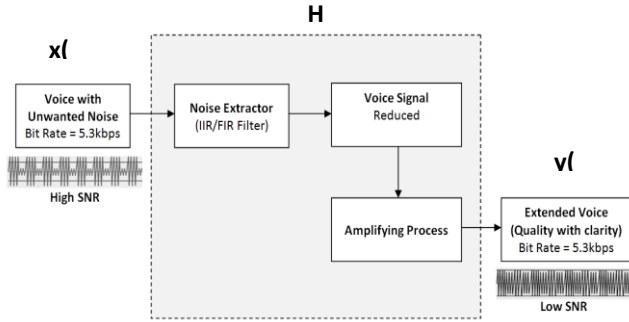 H
x(
Voice with
Unwanted Noise
Bit Rate = 5.3kbps
High SNR
Noise Extractor
(IIR/FIR Filter)
Voice Signal
Reduced
Amplifying Process
v(
Extended Voice
(Quality with clarity)
Bit Rate = 5.3kbps
Low SNR